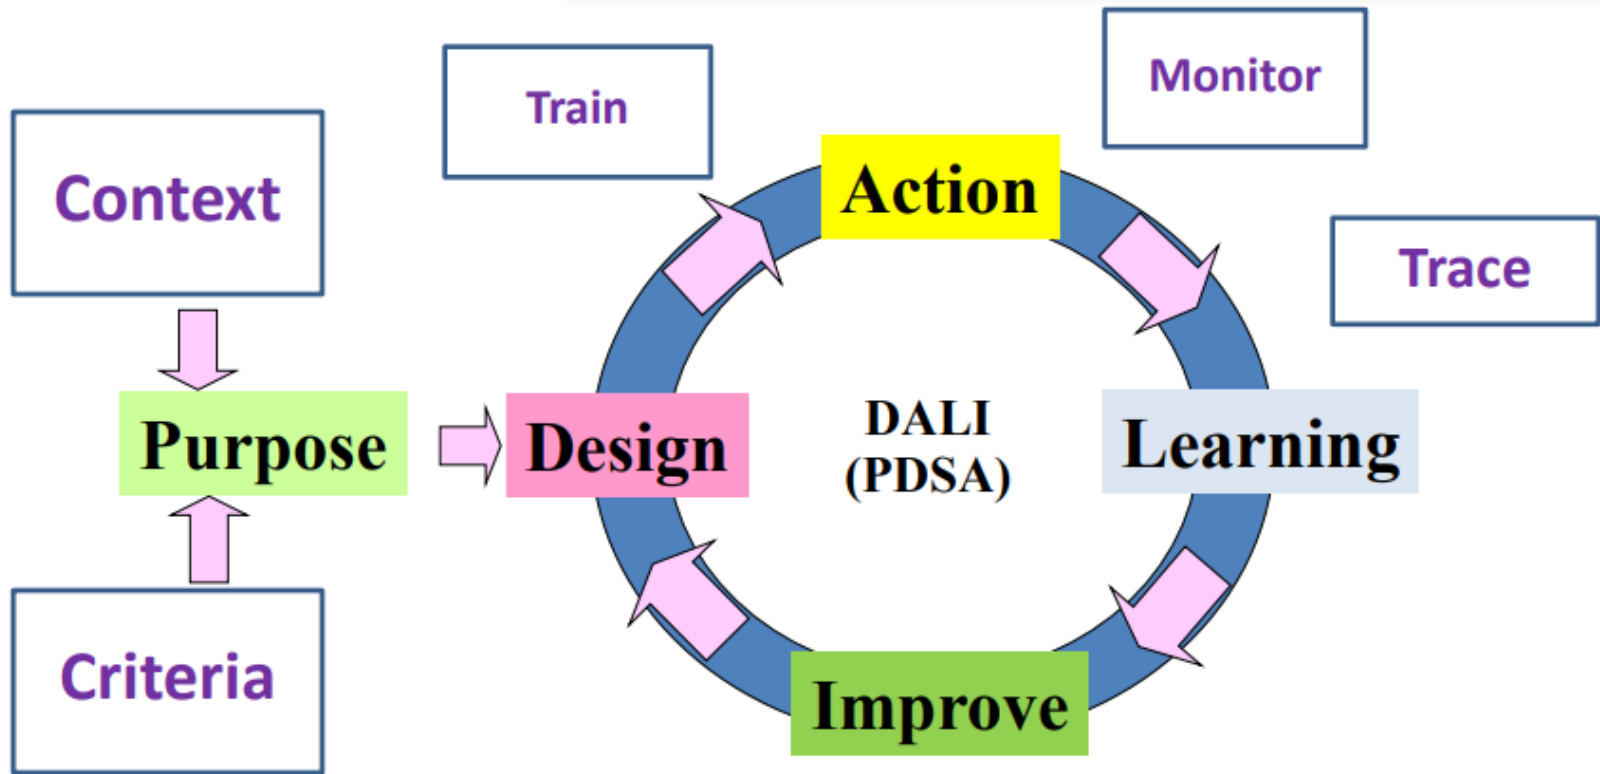 Monitor
Train
Context
Action
Trace
DALI
(PDSA)
Purpose
Design
Learning
Criteria
Improve